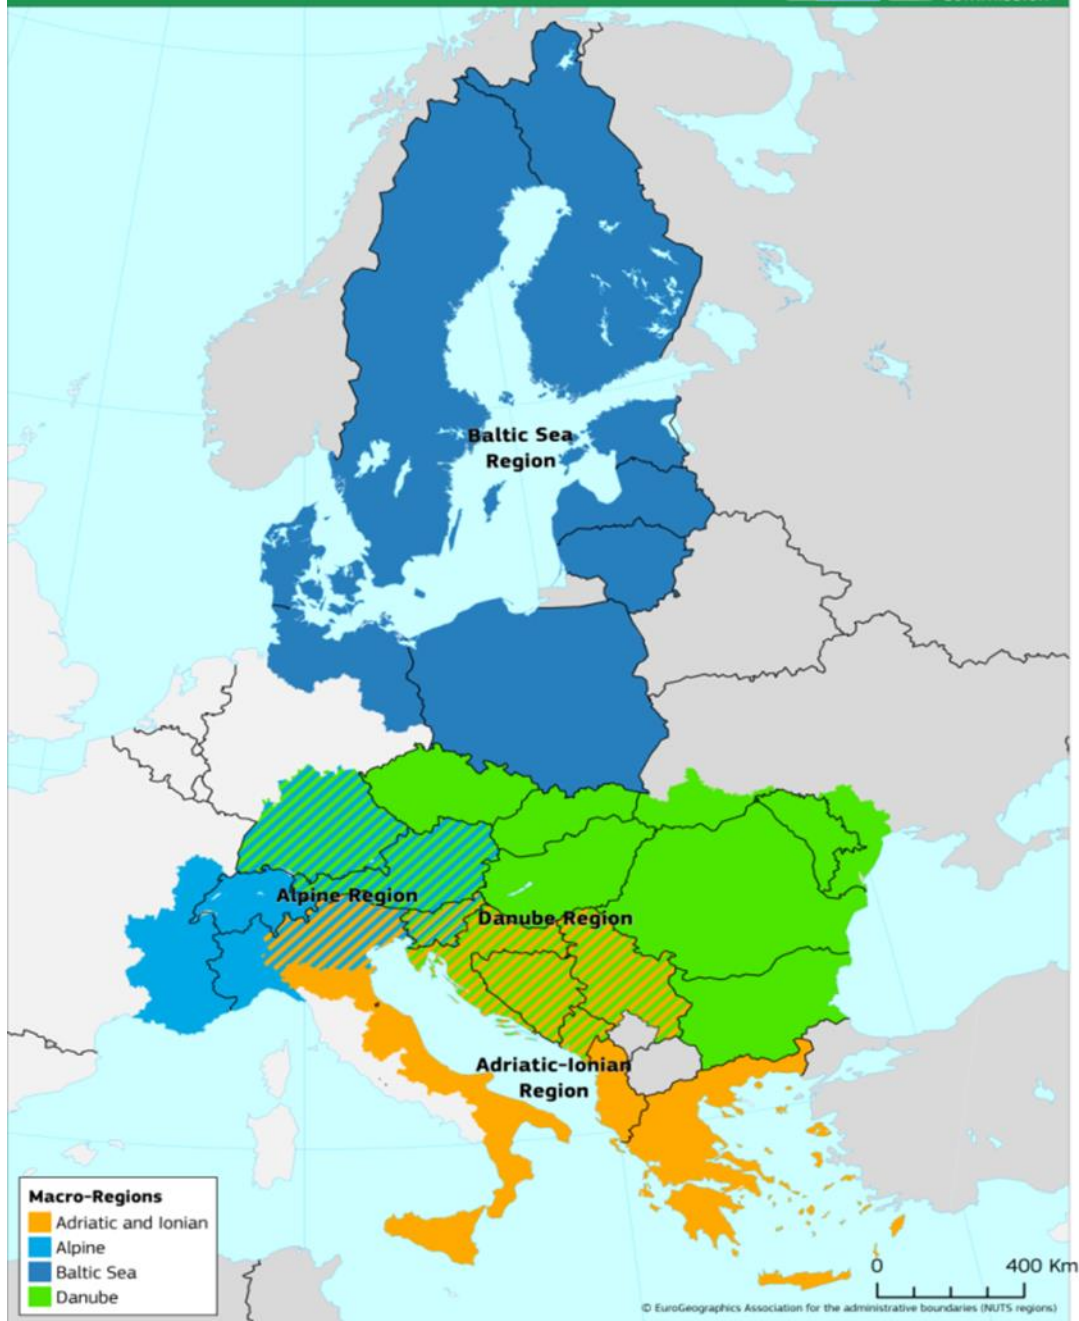 Baltic Sea
Region
Alpine Region
Danube Region
Adriatic-Ionian
Region
Macro-Regions
Adriatic and Ionian
Alpine
Baltic Sea
Danube
0 400 Km
© EuroGeographics Association for the administrative boundaries (NUTS regions)